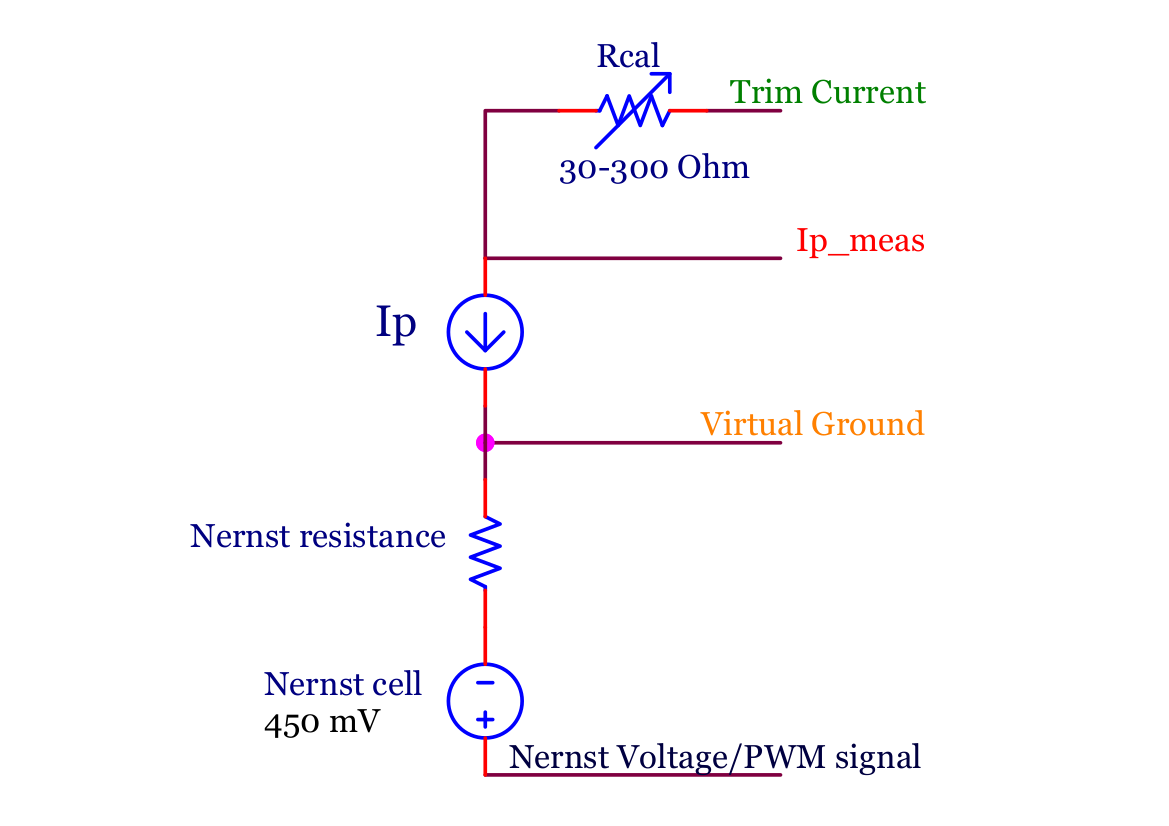 Rcal
Trim Current
30-300 Ohm
Ip_meas
Ip
Virtual Ground
Nernst resistance
Nernst cell
450 mV
Nernst Voltage/PWM signal